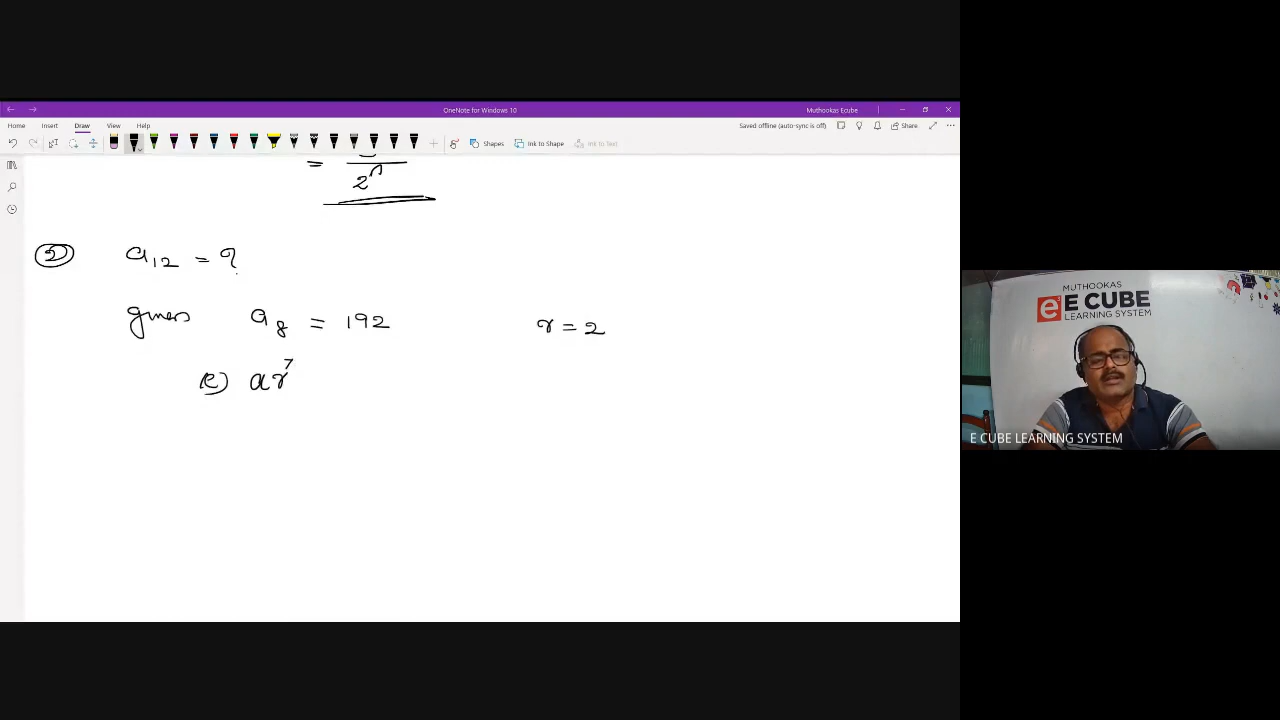 OneNote for Windows 10
Muthookas Ecube
Home Insert Draw View Help
Saved offline (auto-sync is off)
Share
Shapes
Ink to Shape
Ink to Text
=
2ⁿ
② a₁₂ = ?
given a₈ = 192 r = 2
ie) ar⁷
MUTHOOKAS
e E CUBE
LEARNING SYSTEM
E CUBE LEARNING SYSTEM